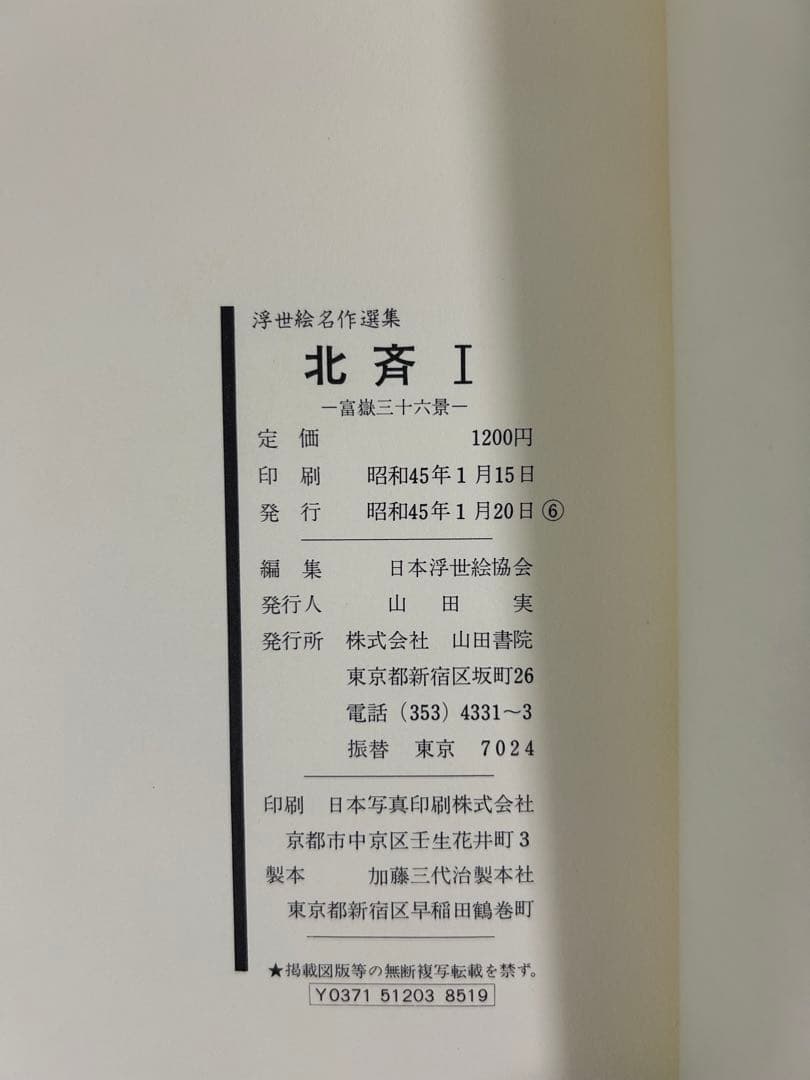 浮世絵名作選集
北斉 I
―富嶽三十六景―
定価 1200円
印刷 昭和45年1月15日
発行 昭和45年1月20日⑥
編集 日本浮世絵協会
発行人 山田実
発行所 株式会社 山田書院
東京都新宿区坂町26
電話(353)4331〜3
振替 東京 7024
印刷 日本写真印刷株式会社
京都市中京区壬生花井町3
製本 加藤三代治製本社
東京都新宿区早稲田鶴巻町
★掲載図版等の無断複写転載を禁ず。
Y0371 51203 8519